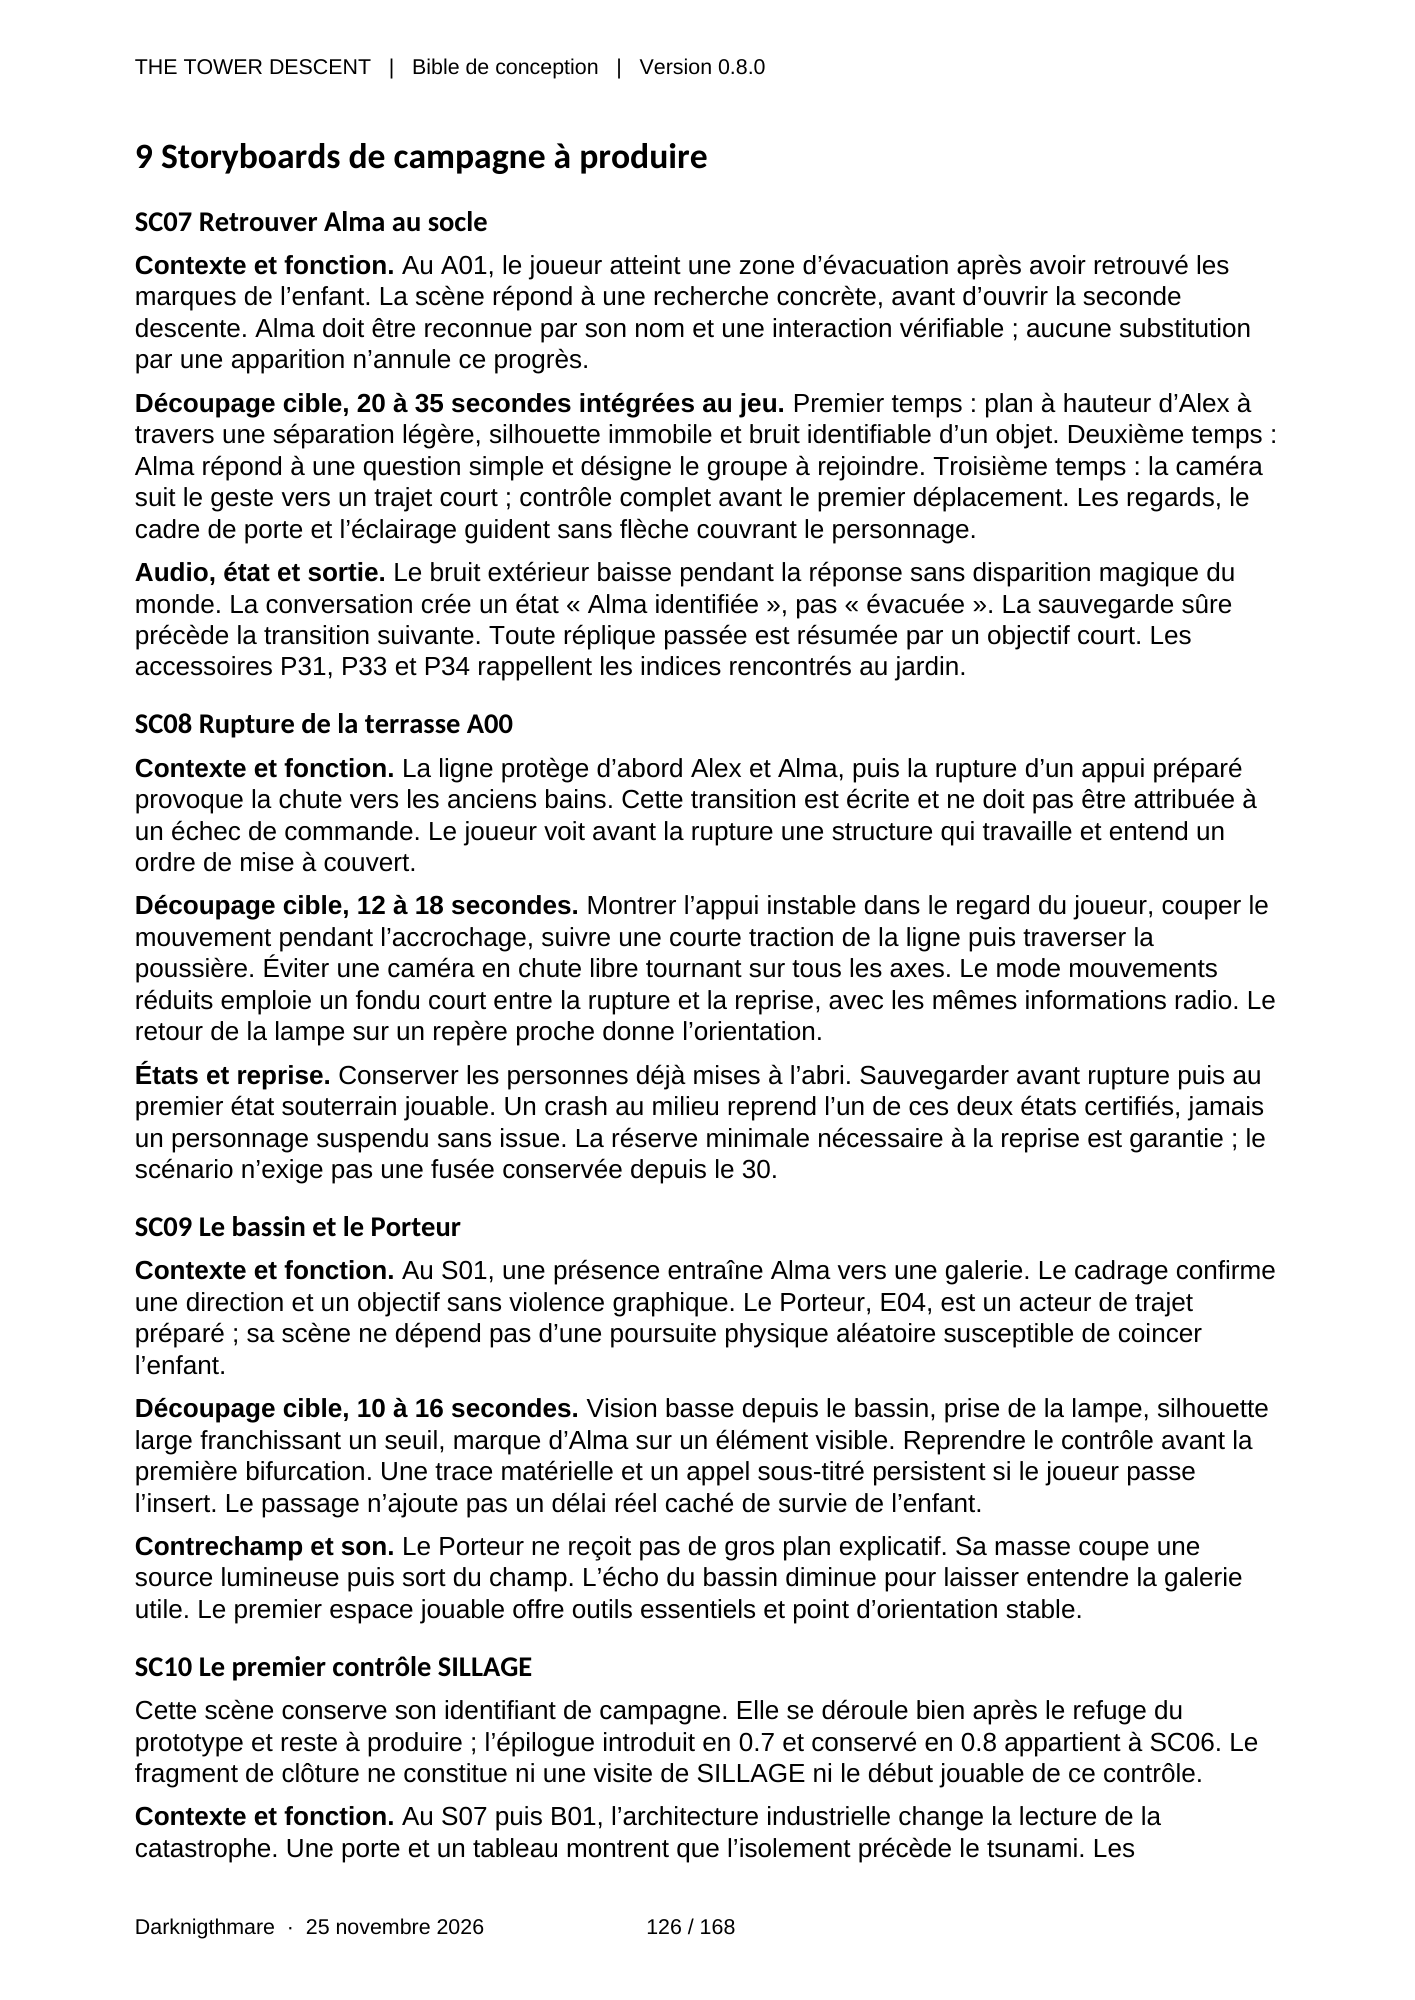 THE TOWER DESCENT | Bible de conception | Version 0.8.0
9 Storyboards de campagne à produire
SC07 Retrouver Alma au socle
Contexte et fonction. Au A01, le joueur atteint une zone d’évacuation après avoir retrouvé les
marques de l’enfant. La scène répond à une recherche concrète, avant d’ouvrir la seconde
descente. Alma doit être reconnue par son nom et une interaction vérifiable ; aucune substitution
par une apparition n’annule ce progrès.
Découpage cible, 20 à 35 secondes intégrées au jeu. Premier temps : plan à hauteur d’Alex à
travers une séparation légère, silhouette immobile et bruit identifiable d’un objet. Deuxième temps :
Alma répond à une question simple et désigne le groupe à rejoindre. Troisième temps : la caméra
suit le geste vers un trajet court ; contrôle complet avant le premier déplacement. Les regards, le
cadre de porte et l’éclairage guident sans flèche couvrant le personnage.
Audio, état et sortie. Le bruit extérieur baisse pendant la réponse sans disparition magique du
monde. La conversation crée un état « Alma identifiée », pas « évacuée ». La sauvegarde sûre
précède la transition suivante. Toute réplique passée est résumée par un objectif court. Les
accessoires P31, P33 et P34 rappellent les indices rencontrés au jardin.
SC08 Rupture de la terrasse A00
Contexte et fonction. La ligne protège d’abord Alex et Alma, puis la rupture d’un appui préparé
provoque la chute vers les anciens bains. Cette transition est écrite et ne doit pas être attribuée à
un échec de commande. Le joueur voit avant la rupture une structure qui travaille et entend un
ordre de mise à couvert.
Découpage cible, 12 à 18 secondes. Montrer l’appui instable dans le regard du joueur, couper le
mouvement pendant l’accrochage, suivre une courte traction de la ligne puis traverser la
poussière. Éviter une caméra en chute libre tournant sur tous les axes. Le mode mouvements
réduits emploie un fondu court entre la rupture et la reprise, avec les mêmes informations radio. Le
retour de la lampe sur un repère proche donne l’orientation.
États et reprise. Conserver les personnes déjà mises à l’abri. Sauvegarder avant rupture puis au
premier état souterrain jouable. Un crash au milieu reprend l’un de ces deux états certifiés, jamais
un personnage suspendu sans issue. La réserve minimale nécessaire à la reprise est garantie ; le
scénario n’exige pas une fusée conservée depuis le 30.
SC09 Le bassin et le Porteur
Contexte et fonction. Au S01, une présence entraîne Alma vers une galerie. Le cadrage confirme
une direction et un objectif sans violence graphique. Le Porteur, E04, est un acteur de trajet
préparé ; sa scène ne dépend pas d’une poursuite physique aléatoire susceptible de coincer
l’enfant.
Découpage cible, 10 à 16 secondes. Vision basse depuis le bassin, prise de la lampe, silhouette
large franchissant un seuil, marque d’Alma sur un élément visible. Reprendre le contrôle avant la
première bifurcation. Une trace matérielle et un appel sous-titré persistent si le joueur passe
l’insert. Le passage n’ajoute pas un délai réel caché de survie de l’enfant.
Contrechamp et son. Le Porteur ne reçoit pas de gros plan explicatif. Sa masse coupe une
source lumineuse puis sort du champ. L’écho du bassin diminue pour laisser entendre la galerie
utile. Le premier espace jouable offre outils essentiels et point d’orientation stable.
SC10 Le premier contrôle SILLAGE
Cette scène conserve son identifiant de campagne. Elle se déroule bien après le refuge du
prototype et reste à produire ; l’épilogue introduit en 0.7 et conservé en 0.8 appartient à SC06. Le
fragment de clôture ne constitue ni une visite de SILLAGE ni le début jouable de ce contrôle.
Contexte et fonction. Au S07 puis B01, l’architecture industrielle change la lecture de la
catastrophe. Une porte et un tableau montrent que l’isolement précède le tsunami. Les
Darknigthmare · 25 novembre 2026 126 / 168